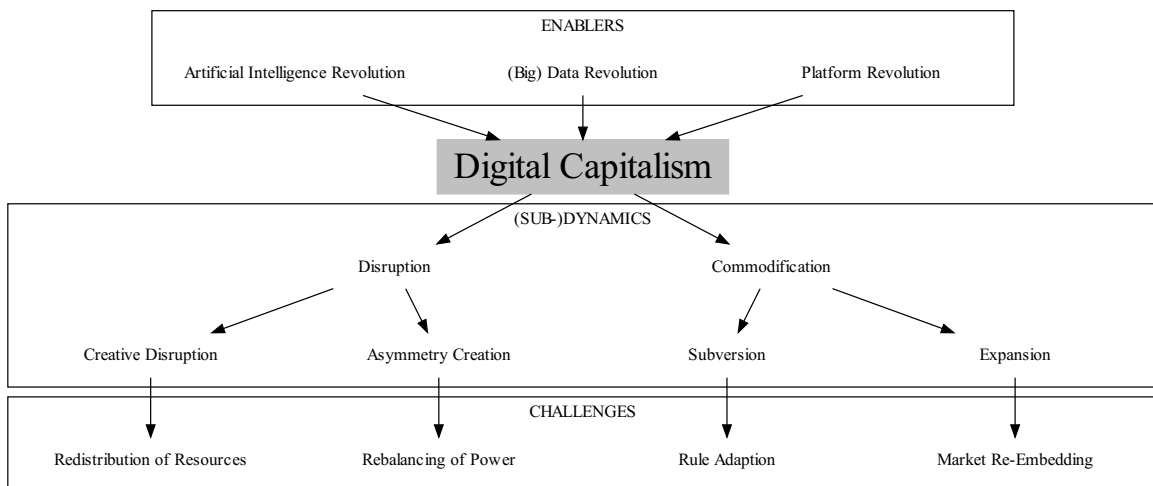 ENABLERS
Artificial Intelligence Revolution
(Big) Data Revolution
Platform Revolution
Digital Capitalism
(SUB-)DYNAMICS
Disruption
Commodification
Creative Disruption
Asymmetry Creation
Subversion
Expansion
CHALLENGES
Redistribution of Resources
Rebalancing of Power
Rule Adaption
Market Re-Embedding